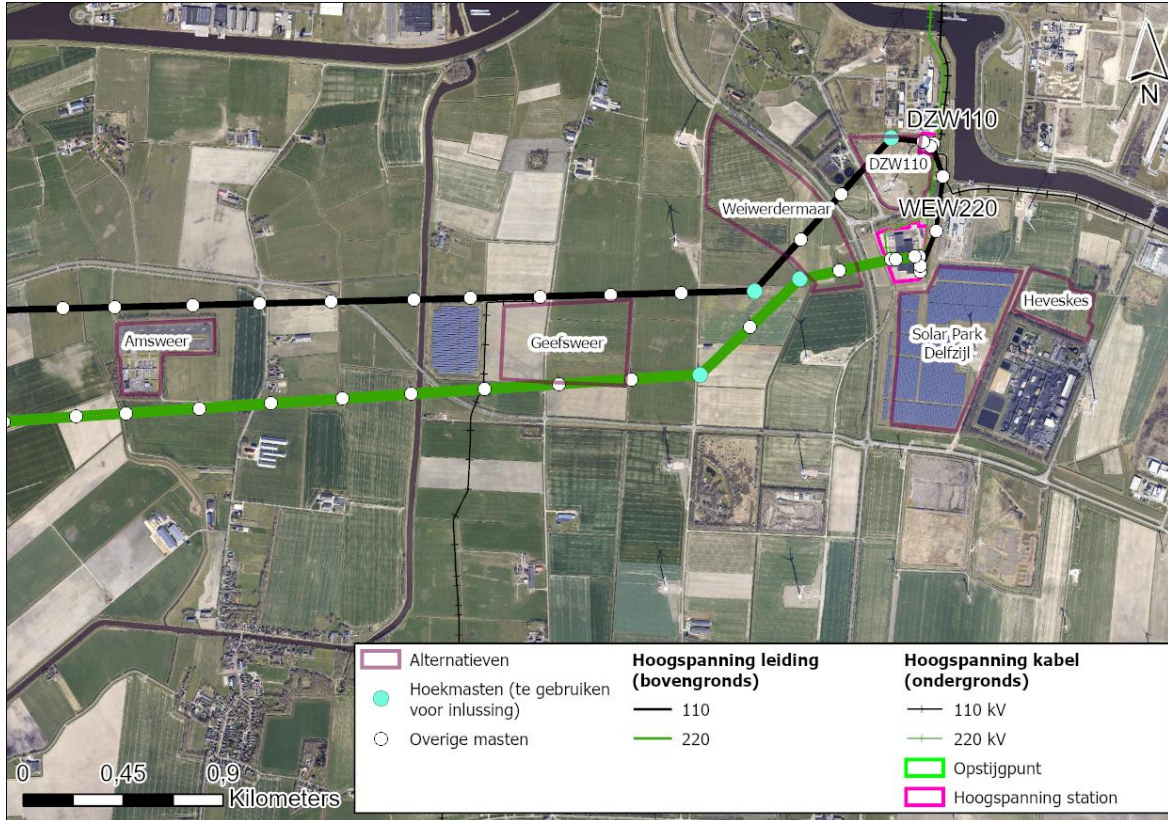 N
DZW110
DZW110
Weiwerdermaar
WEW220
Heveskes
Solar Park
Delfzijl
Amsweer
Geefsweer
Alternatieven
Hoekmasten (te gebruiken
voor inlussing)
Overige masten
Hoogspanning leiding
(bovengronds)
110
220
Hoogspanning kabel
(ondergronds)
110 kV
220 kV
Opstijgpunt
Hoogspanning station
0 0,45 0,9
Kilometers